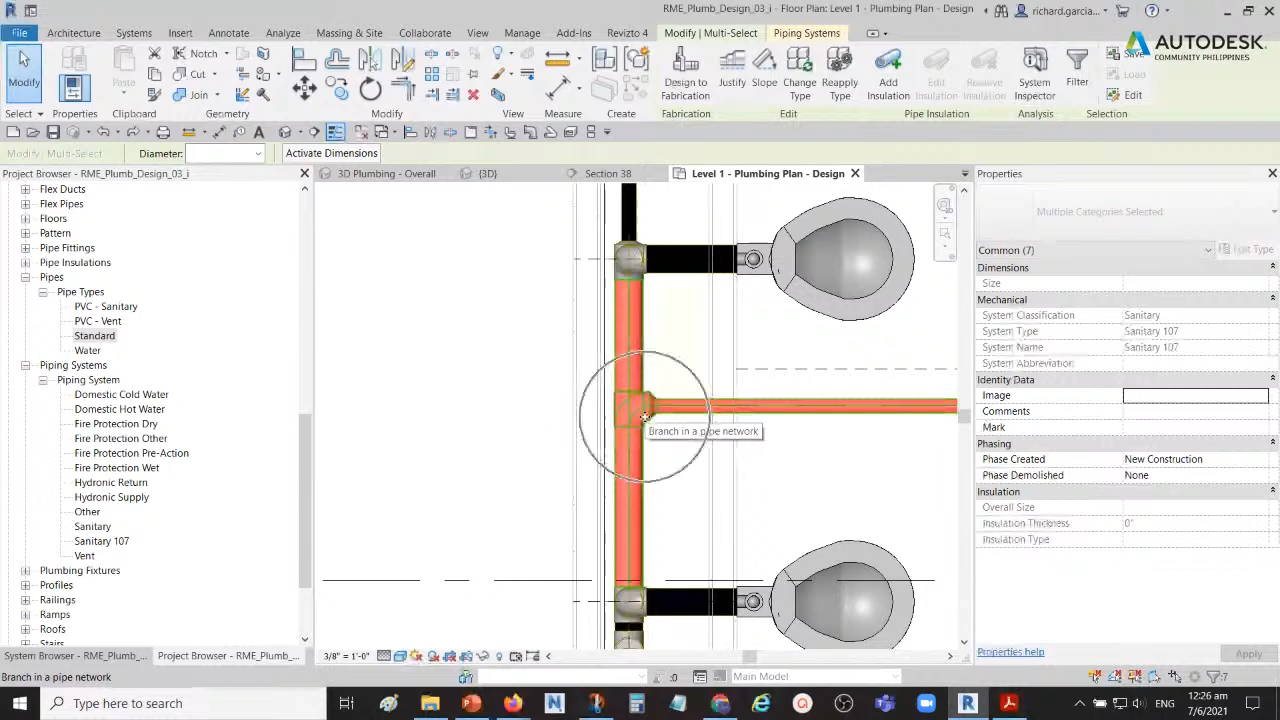 RME_Plumb_Design_03_i - Floor Plan: Level 1 - Plumbing Plan - Design
richard.garcia...
File Architecture Systems Insert Annotate Analyze Massing & Site Collaborate View Manage Add-Ins Revizto 4 Modify | Multi-Select Piping Systems
AUTODESK
COMMUNITY PHILIPPINES
Modify
Paste
Notch
Cut
Join
Design to Fabrication
Justify
Slope
Change Type
Reapply Type
Add Insulation
Edit Insulation
Remove Insulation
System Inspector
Filter
Save
Load
Edit
Select Properties Clipboard Geometry Modify View Measure Create Fabrication Edit Pipe Insulation Analysis Selection
Modify | Multi-Select Diameter: Activate Dimensions
Project Browser - RME_Plumb_Design_03_i
3D Plumbing - Overall {3D} Section 38 Level 1 - Plumbing Plan - Design
Properties
Flex Ducts
Flex Pipes
Floors
Pattern
Pipe Fittings
Pipe Insulations
Pipes
Pipe Types
PVC - Sanitary
PVC - Vent
Standard
Water
Piping Systems
Piping System
Domestic Cold Water
Domestic Hot Water
Fire Protection Dry
Fire Protection Other
Fire Protection Pre-Action
Fire Protection Wet
Hydronic Return
Hydronic Supply
Other
Sanitary
Sanitary 107
Vent
Plumbing Fixtures
Profiles
Railings
Ramps
Roofs
Stairs
Branch in a pipe network
Multiple Categories Selected
Common (7) Edit Type
Dimensions
Size
Mechanical
System Classification Sanitary
System Type Sanitary 107
System Name Sanitary 107
System Abbreviation
Identity Data
Image
Comments
Mark
Phasing
Phase Created New Construction
Phase Demolished None
Insulation
Overall Size
Insulation Thickness 0"
Insulation Type
Properties help Apply
System Browser - RME_Plumb_... Project Browser - RME_Plumb_...
3/8" = 1'-0"
Branch in a pipe network
:0 Main Model :7
Type here to search
ENG
12:26 am
7/6/2021